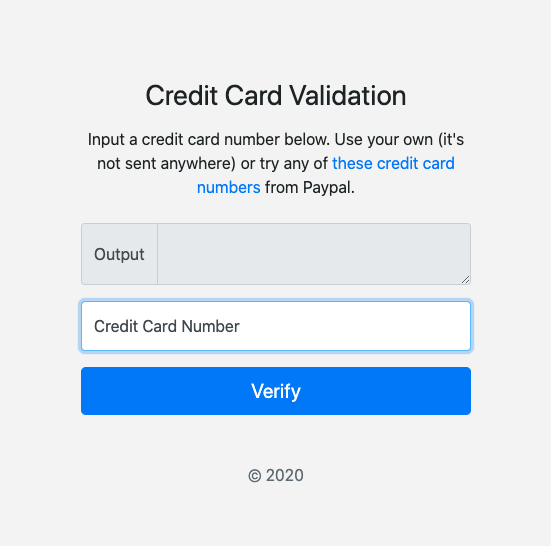 Credit Card Validation
Input a credit card number below. Use your own (it's
not sent anywhere) or try any of these credit card
numbers from Paypal.
Output
Credit Card Number
Verify
© 2020